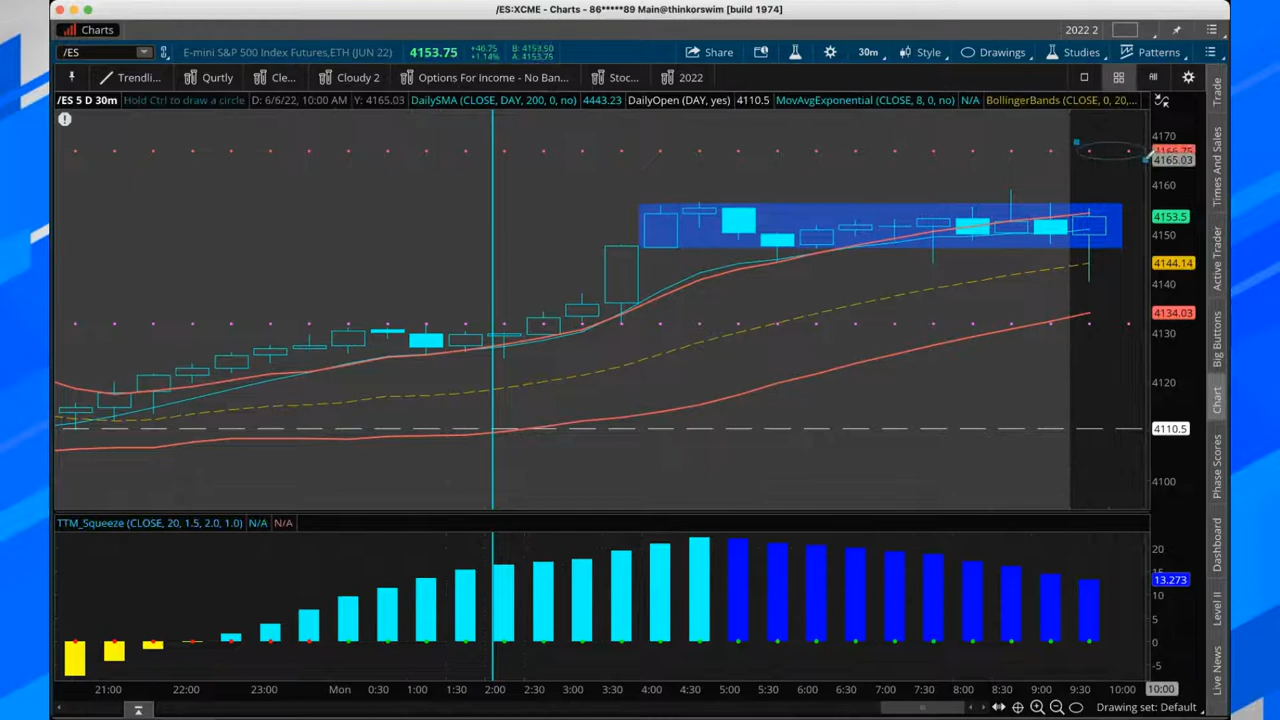 /ES:XCME - Charts - 86*****89 Main@thinkorswim [build 1974]
Charts
2022 2
/ES
E-mini S&P 500 Index Futures,ETH (JUN 22)
4153.75
+46.75
+1.14%
B: 4153.50
A: 4153.75
Share
30m
Style
Drawings
Studies
Patterns
Trendli...
Qurtly
Cle...
Cloudy 2
Options For Income - No Ban...
Stoc...
2022
/ES 5 D 30m
Hold Ctrl to draw a circle
D: 6/6/22, 10:00 AM
Y: 4165.03
DailySMA (CLOSE, DAY, 200, 0, no)
4443.23
DailyOpen (DAY, yes)
4110.5
MovAvgExponential (CLOSE, 8, 0, no)
N/A
BollingerBands (CLOSE, 0, 20,...
4170
4166.75
4165.03
4160
4153.5
4150
4144.14
4140
4134.03
4130
4120
4110.5
4100
TTM_Squeeze (CLOSE, 20, 1.5, 2.0, 1.0)
N/A
N/A
20
15
13.273
10
5
0
-5
21:00
22:00
23:00
Mon
0:30
1:00
1:30
2:00
2:30
3:00
3:30
4:00
4:30
5:00
5:30
6:00
6:30
7:00
7:30
8:00
8:30
9:00
9:30
10:00
10:00
Drawing set: Default
Trade
Times And Sales
Active Trader
Big Buttons
Chart
Phase Scores
Dashboard
Level II
Live News